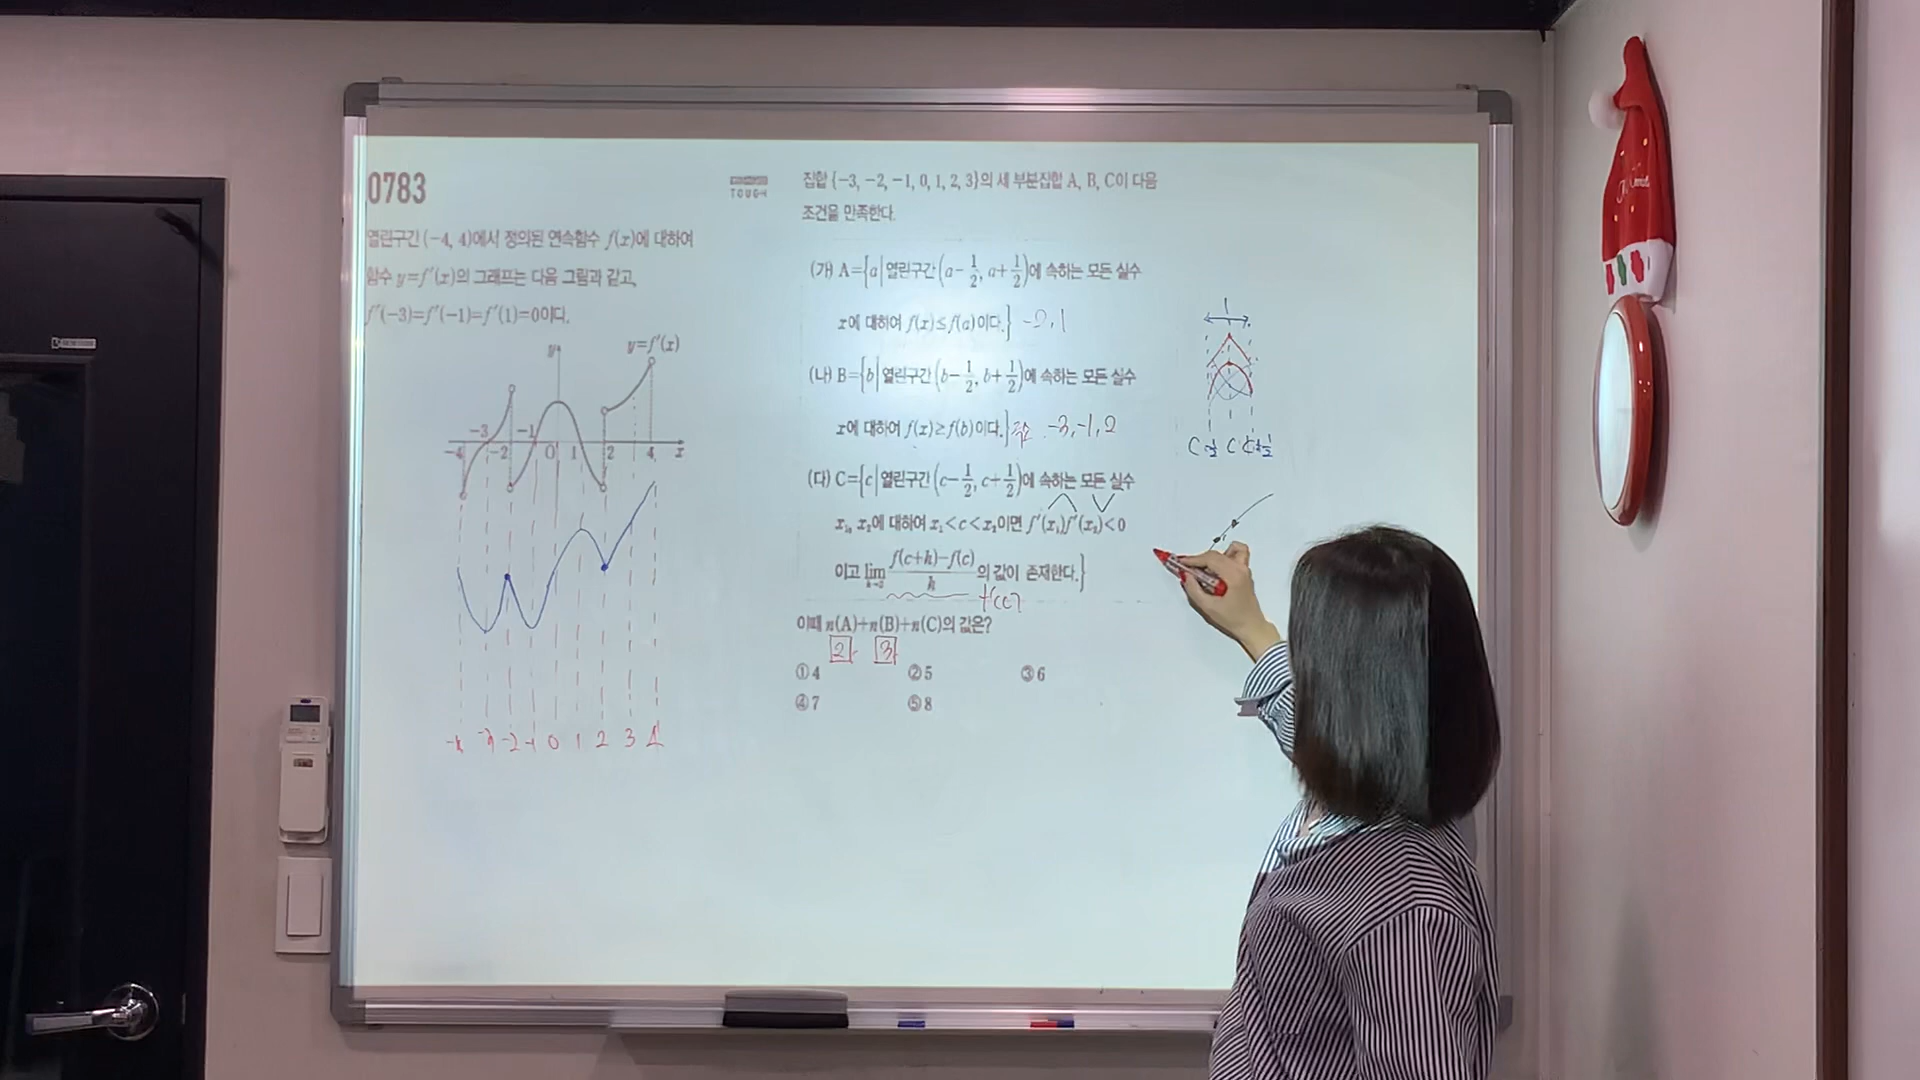 0783
TOUGH
열린구간 (-4, 4)에서 정의된 연속함수 f(x)에 대하여
함수 y=f'(x)의 그래프는 다음 그림과 같고,
f'(-3)=f'(-1)=f'(1)=0이다.
y
y=f'(x)
-4 -3 -2 -1 0 1 2 4 x
-2 -1 0 1 2 3 4
집합 {-3, -2, -1, 0, 1, 2, 3}의 세 부분집합 A, B, C이 다음
조건을 만족한다.
(가) A={a|열린구간 (a-1/2, a+1/2)에 속하는 모든 실수
x에 대하여 f(x)≤f(a)이다.} -2, 1
(나) B={b|열린구간 (b-1/2, b+1/2)에 속하는 모든 실수
x에 대하여 f(x)≥f(b)이다.} -3, -1, 2
(다) C={c|열린구간 (c-1/2, c+1/2)에 속하는 모든 실수
x₁, x₂에 대하여 x₁<c<x₂이면 f'(x₁)f'(x₂)<0
이고 lim f(c+h)-f(c)/h의 값이 존재한다.}
f'(c)
이때 n(A)+n(B)+n(C)의 값은?
2 3
① 4 ② 5 ③ 6
④ 7 ⑤ 8
1
C-1/2 C C+1/2